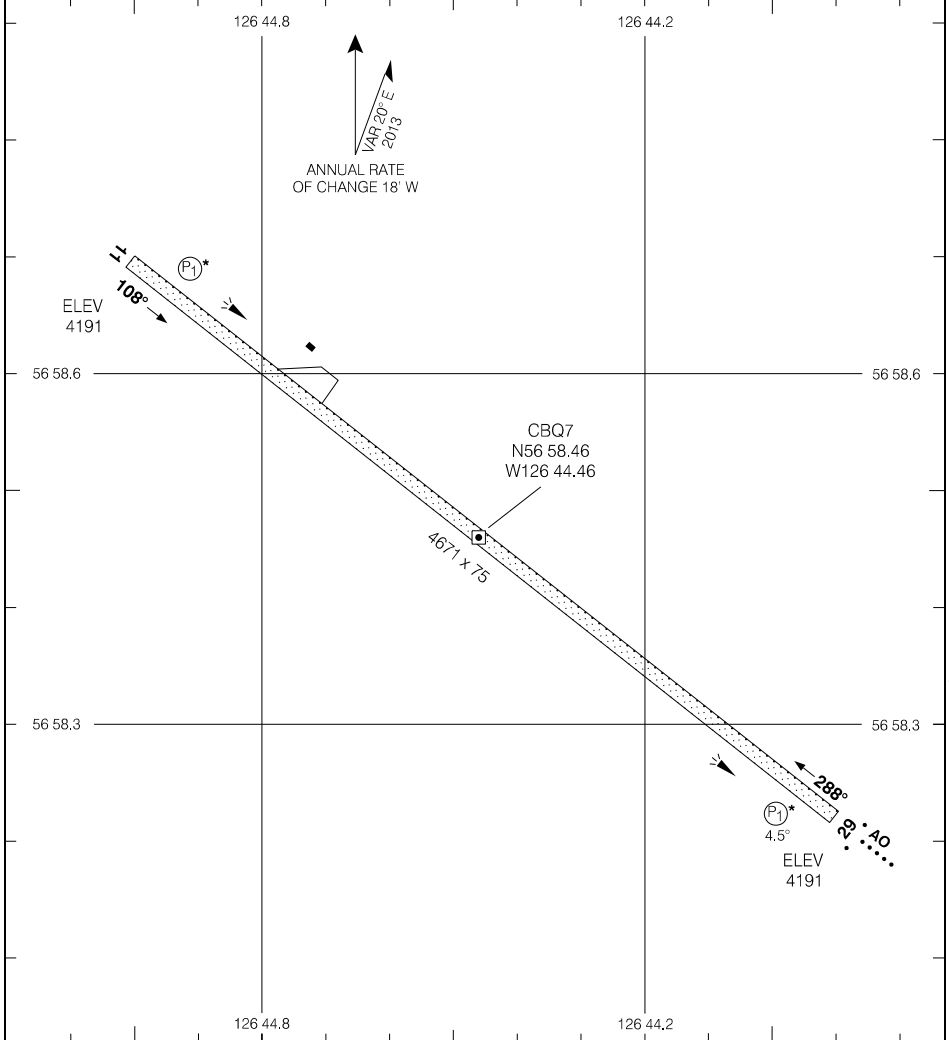 126 44.8
126 44.2
VAR 20° E
2013
ANNUAL RATE
OF CHANGE 18' W
11
P1*
108°
ELEV
4191
56 58.6
56 58.6
CBQ7
N56 58.46
W126 44.46
4671 x 75
56 58.3
56 58.3
288°
P1*
4.5°
29
AO
ELEV
4191
126 44.8
126 44.2